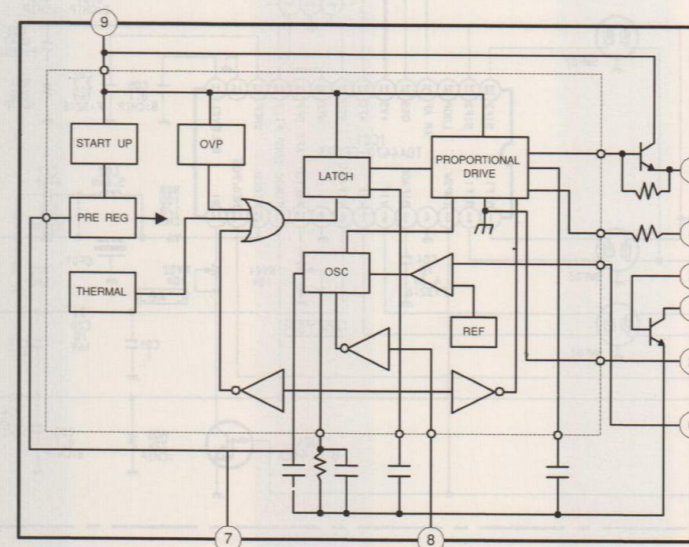 9
START UP
OVP
LATCH
PROPORTIONAL
DRIVE
PRE REG
THERMAL
OSC
REF
7
8